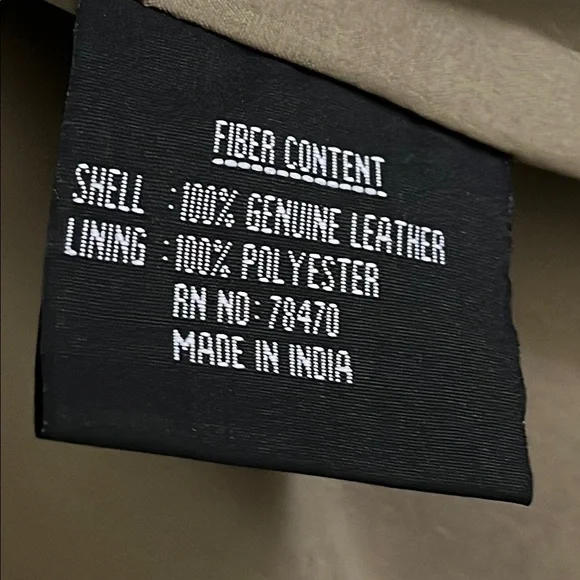 FIBER CONTENT
SHELL : 100% GENUINE LEATHER
LINING : 100% POLYESTER
RN NO: 78470
MADE IN INDIA